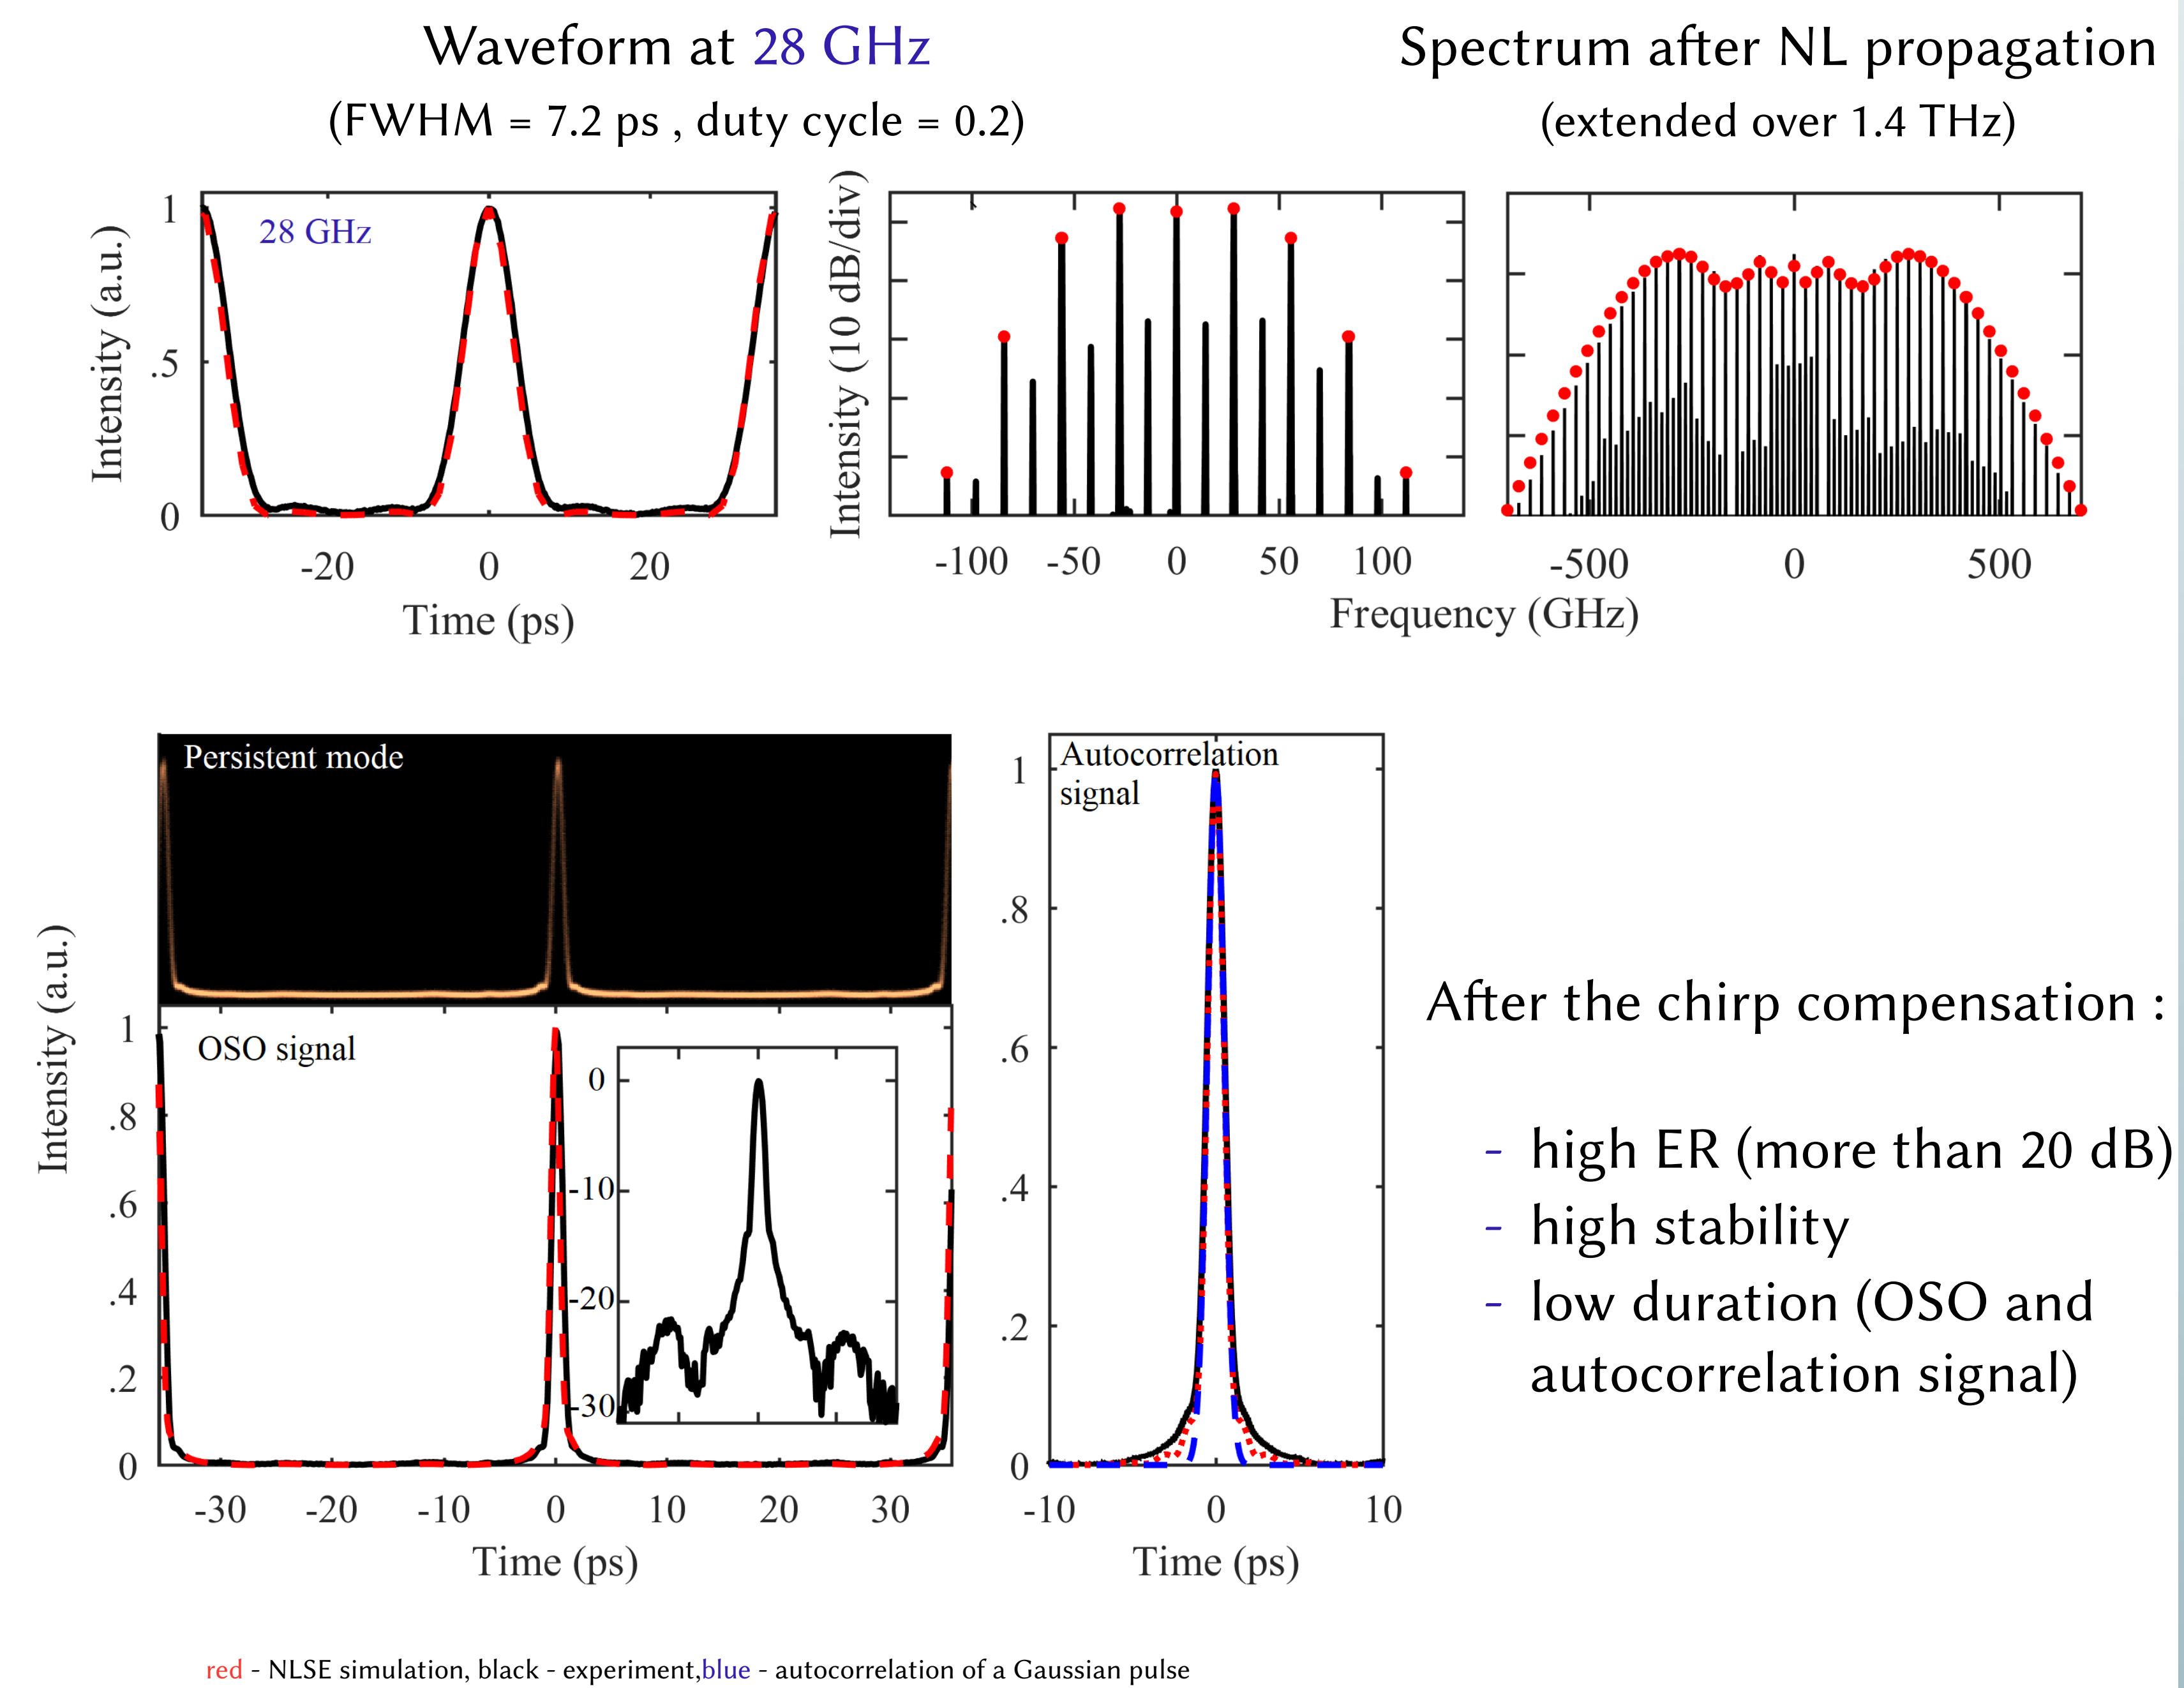 Waveform at 28 GHz
(FWHM = 7.2 ps , duty cycle = 0.2)
Spectrum after NL propagation
(extended over 1.4 THz)
Intensity (a.u.)
1
.5
0
28 GHz
-20 0 20
Time (ps)
Intensity (10 dB/div)
-100 -50 0 50 100
-500 0 500
Frequency (GHz)
Persistent mode
Intensity (a.u.)
OSO signal
1
.8
.6
.4
.2
0
0
-10
-20
-30
-30 -20 -10 0 10 20 30
Time (ps)
Autocorrelation
signal
1
.8
.6
.4
.2
0
-10 0 10
Time (ps)
After the chirp compensation :
- high ER (more than 20 dB)
- high stability
- low duration (OSO and
autocorrelation signal)
red - NLSE simulation, black - experiment,blue - autocorrelation of a Gaussian pulse